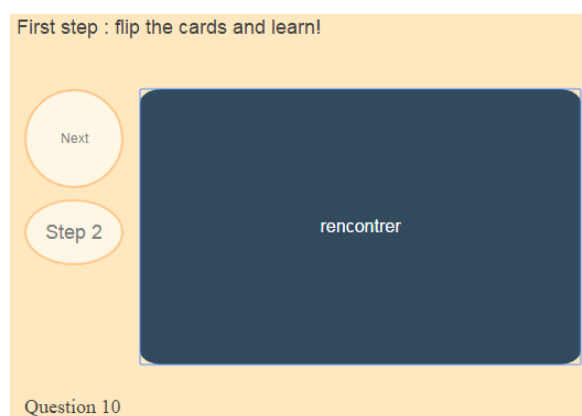 First step : flip the cards and learn!
Next
Step 2
rencontrer
Question 10